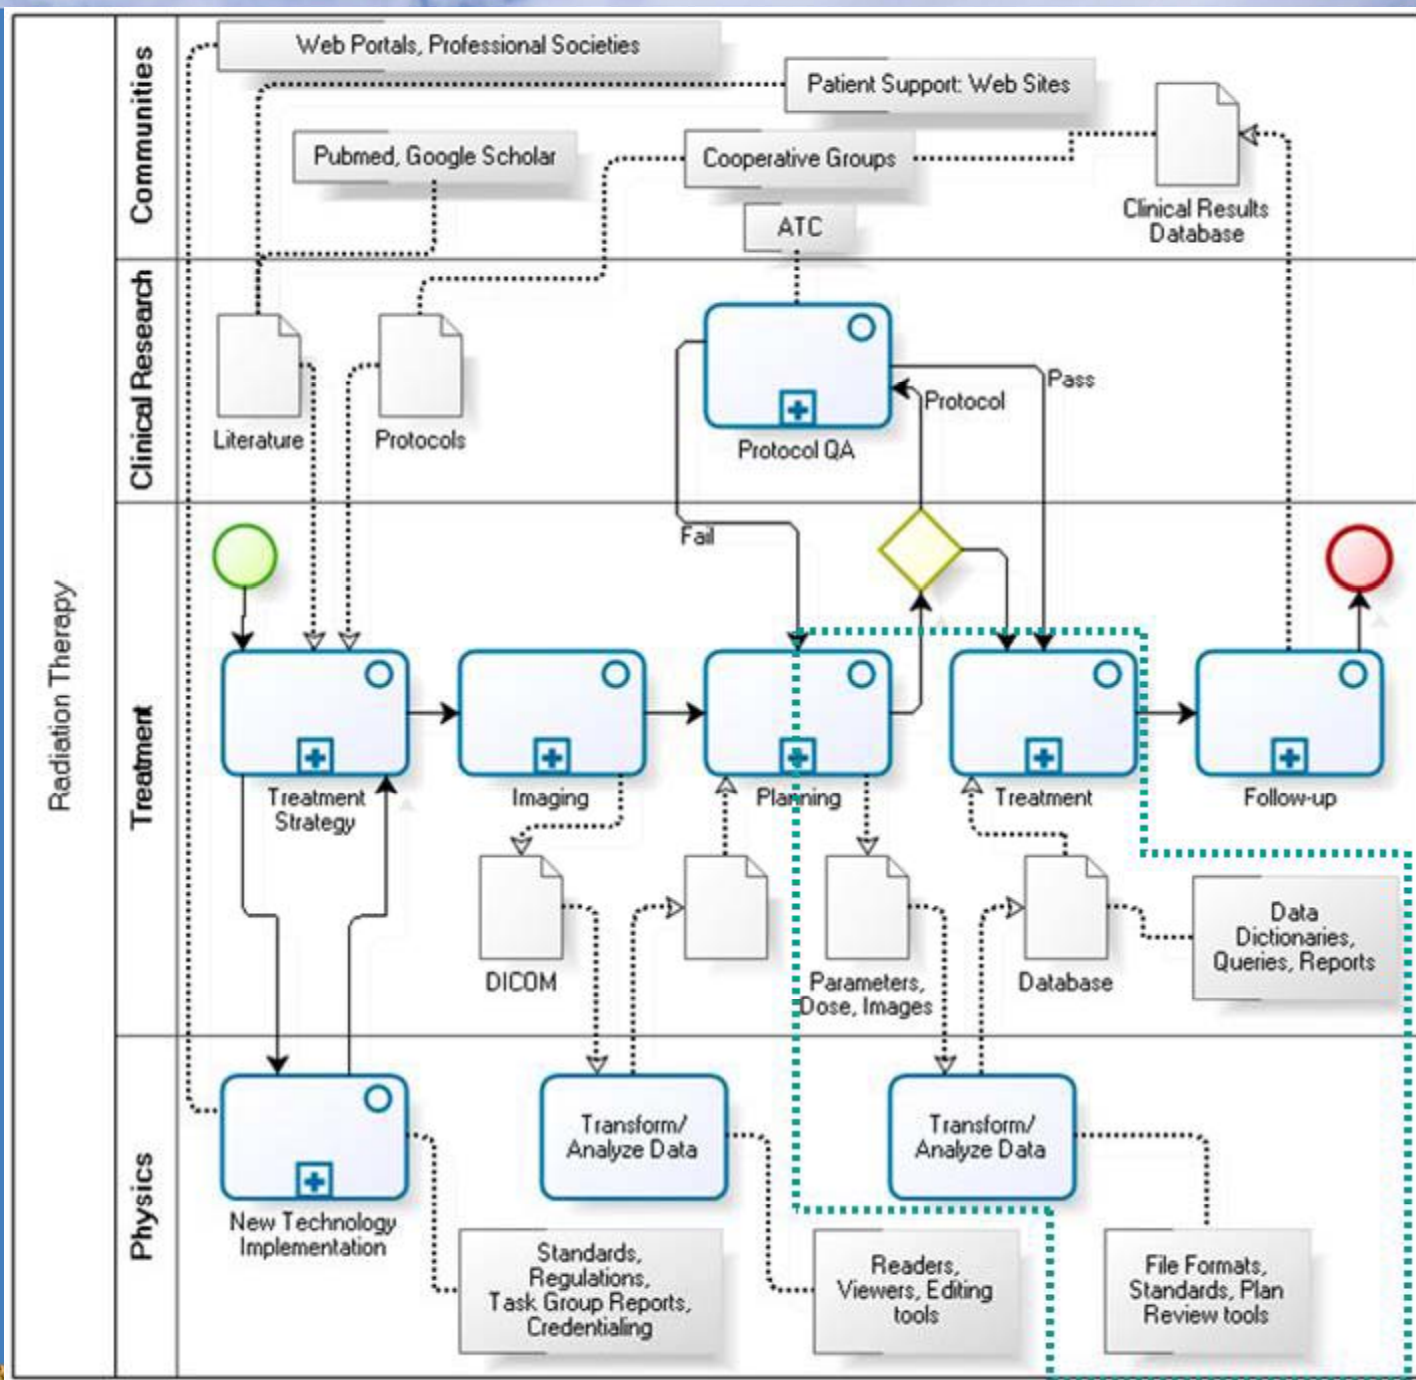 Radiation Therapy
Communities
Web Portals, Professional Societies
Patient Support: Web Sites
Pubmed, Google Scholar
Cooperative Groups
ATC
Clinical Results
Database
Clinical Research
Literature
Protocols
Protocol QA
Protocol
Pass
Fail
Treatment
Treatment
Strategy
Imaging
Planning
Treatment
Follow-up
DICOM
Parameters,
Dose, Images
Database
Data
Dictionaries,
Queries, Reports
Physics
New Technology
Implementation
Transform/
Analyze Data
Transform/
Analyze Data
Standards,
Regulations,
Task Group Reports,
Credentialing
Readers,
Viewers, Editing
tools
File Formats,
Standards, Plan
Review tools